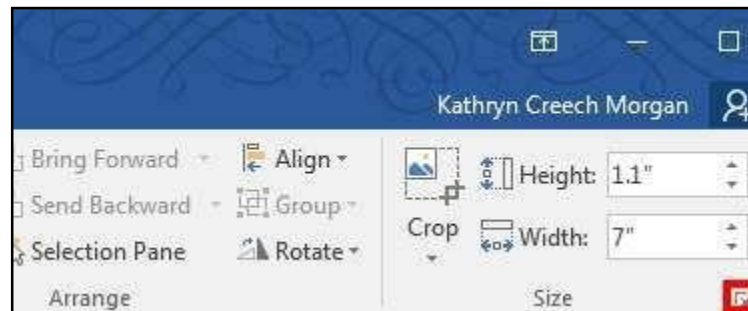 Kathryn Creech Morgan
Bring Forward Align Height: 1.1"
Send Backward Group
Selection Pane Rotate Crop Width: 7"
Arrange Size